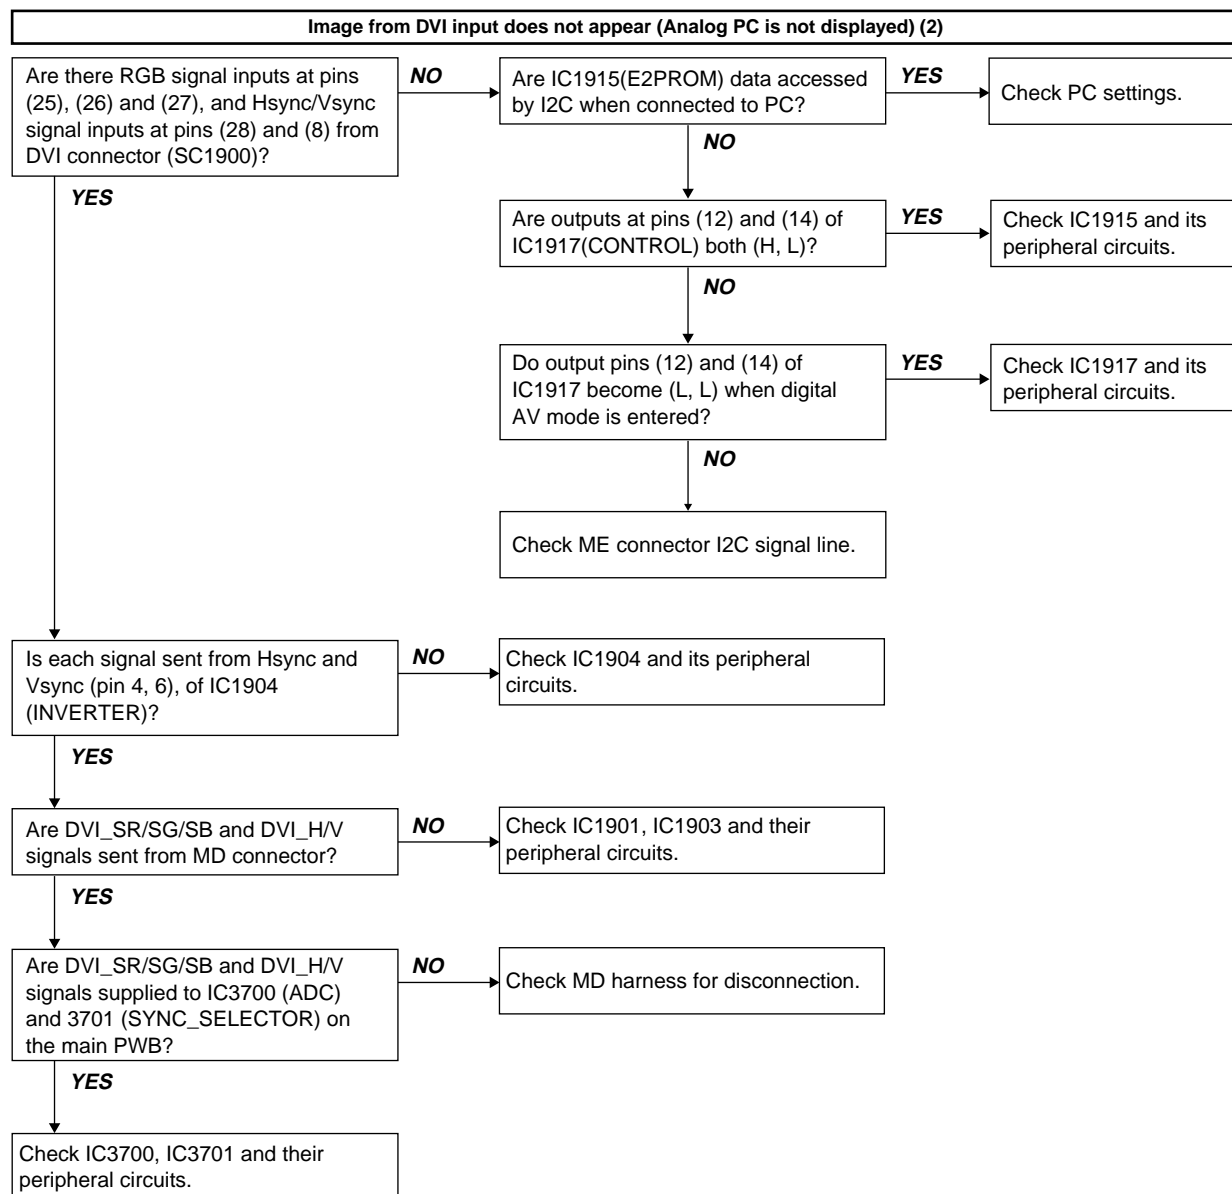 Image from DVI input does not appear (Analog PC is not displayed) (2)
Are there RGB signal inputs at pins
(25), (26) and (27), and Hsync/Vsync
signal inputs at pins (28) and (8) from
DVI connector (SC1900)?
NO
Are IC1915(E2PROM) data accessed
by I2C when connected to PC?
YES
Check PC settings.
NO
YES
Are outputs at pins (12) and (14) of
IC1917(CONTROL) both (H, L)?
YES
Check IC1915 and its
peripheral circuits.
NO
Do output pins (12) and (14) of
IC1917 become (L, L) when digital
AV mode is entered?
YES
Check IC1917 and its
peripheral circuits.
NO
Check ME connector I2C signal line.
Is each signal sent from Hsync and
Vsync (pin 4, 6), of IC1904
(INVERTER)?
NO
Check IC1904 and its peripheral
circuits.
YES
Are DVI_SR/SG/SB and DVI_H/V
signals sent from MD connector?
NO
Check IC1901, IC1903 and their
peripheral circuits.
YES
Are DVI_SR/SG/SB and DVI_H/V
signals supplied to IC3700 (ADC)
and 3701 (SYNC_SELECTOR) on
the main PWB?
NO
Check MD harness for disconnection.
YES
Check IC3700, IC3701 and their
peripheral circuits.